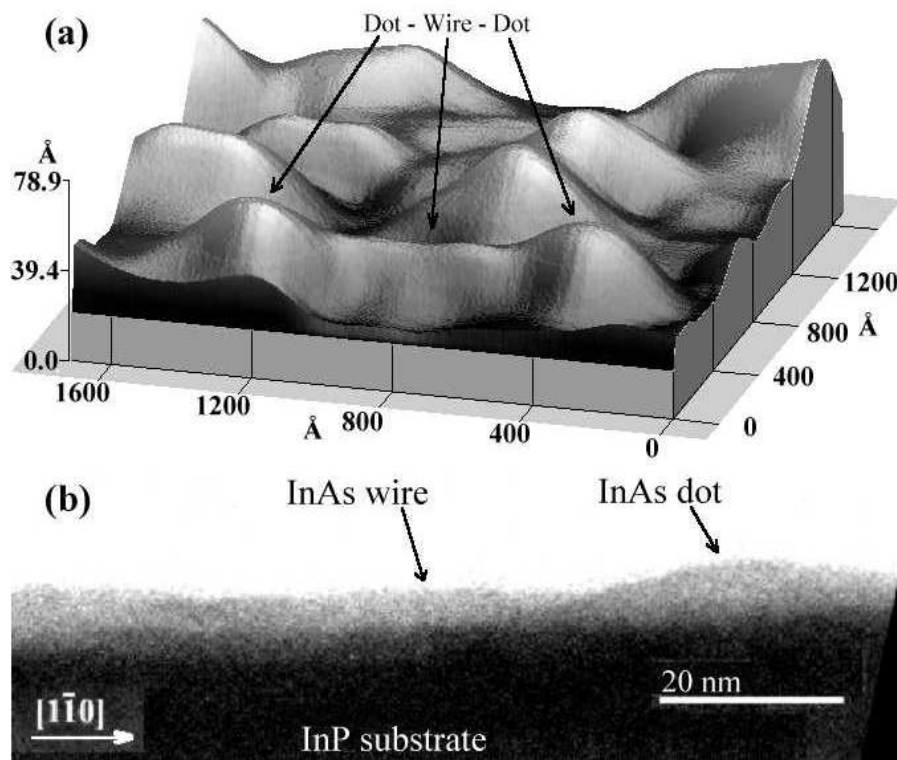 (a)
Dot - Wire - Dot
Å
78.9
39.4
0.0
1600
1200
Å
800
400
0
0
400
800
Å
1200
(b)
InAs wire
InAs dot
20 nm
[11̅0]
InP substrate